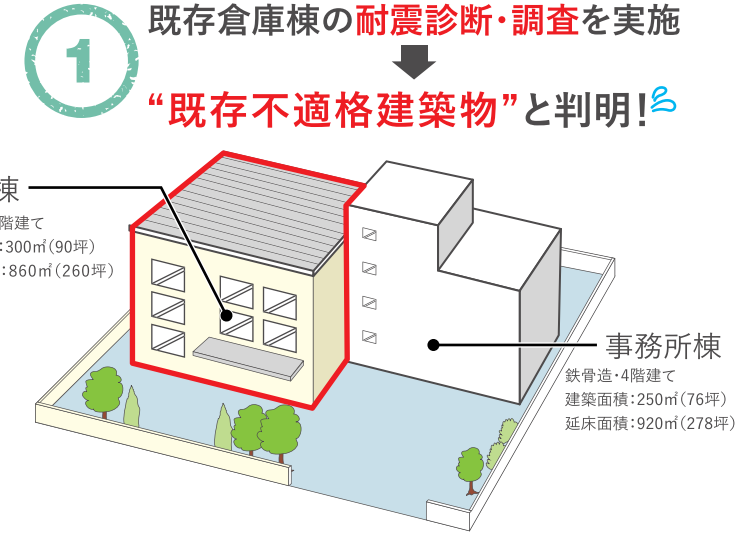 1
既存倉庫棟の耐震診断・調査を実施
“既存不適格建築物”と判明！
棟
階建て
：300㎡（90坪）
：860㎡（260坪）
事務所棟
鉄骨造・4階建て
建築面積：250㎡（76坪）
延床面積：920㎡（278坪）